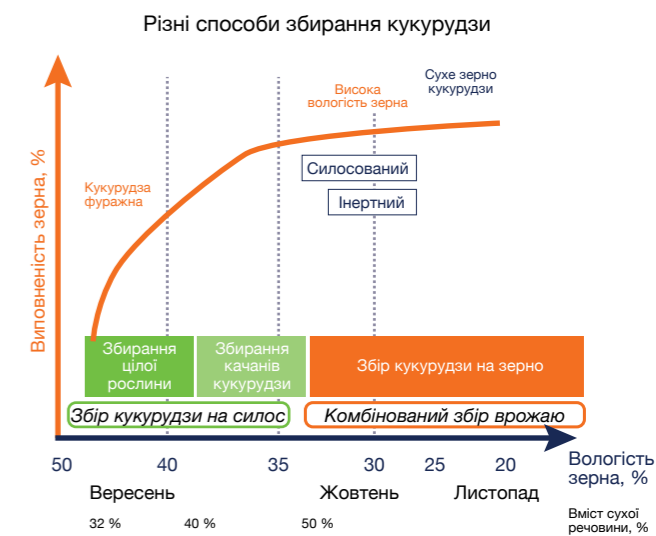 Різні способи збирання кукурудзи
Виповненість зерна, %
Сухе зерно
кукурудзи
Висока
вологість зерна
Силосований
Інертний
Кукурудза
фуражна
Збирання
цілої
рослини
Збирання
качанів
кукурудзи
Збір кукурудзи на зерно
Збір кукурудзи на силос
Комбінований збір врожаю
50 40 35 30 25 20
Вологість
зерна, %
Вересень Жовтень Листопад
32 % 40 % 50 %
Вміст сухої
речовини, %